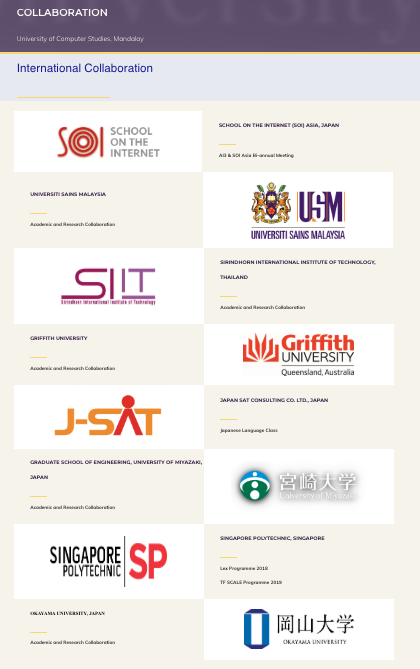 COLLABORATION
University of Computer Studies, Mandalay
International Collaboration
SOI SCHOOL
ON THE
INTERNET
SCHOOL ON THE INTERNET (SOI) ASIA, JAPAN
AI3 & SOI Asia Bi-annual Meeting
UNIVERSITI SAINS MALAYSIA
Academic and Research Collaboration
USM
UNIVERSITI SAINS MALAYSIA
SIIT
Sirindhorn International Institute of Technology
SIRINDHORN INTERNATIONAL INSTITUTE OF TECHNOLOGY,
THAILAND
Academic and Research Collaboration
GRIFFITH UNIVERSITY
Academic and Research Collaboration
Griffith
UNIVERSITY
Queensland, Australia
J-SAT
JAPAN SAT CONSULTING CO. LTD., JAPAN
Japanese Language Class
GRADUATE SCHOOL OF ENGINEERING, UNIVERSITY OF MIYAZAKI,
JAPAN
Academic and Research Collaboration
宮崎大学
University of Miyazaki
SINGAPORE
POLYTECHNIC
SP
SINGAPORE POLYTECHNIC, SINGAPORE
Lex Programme 2018
TF SCALE Programme 2019
OKAYAMA UNIVERSITY, JAPAN
Academic and Research Collaboration
岡山大学
OKAYAMA UNIVERSITY